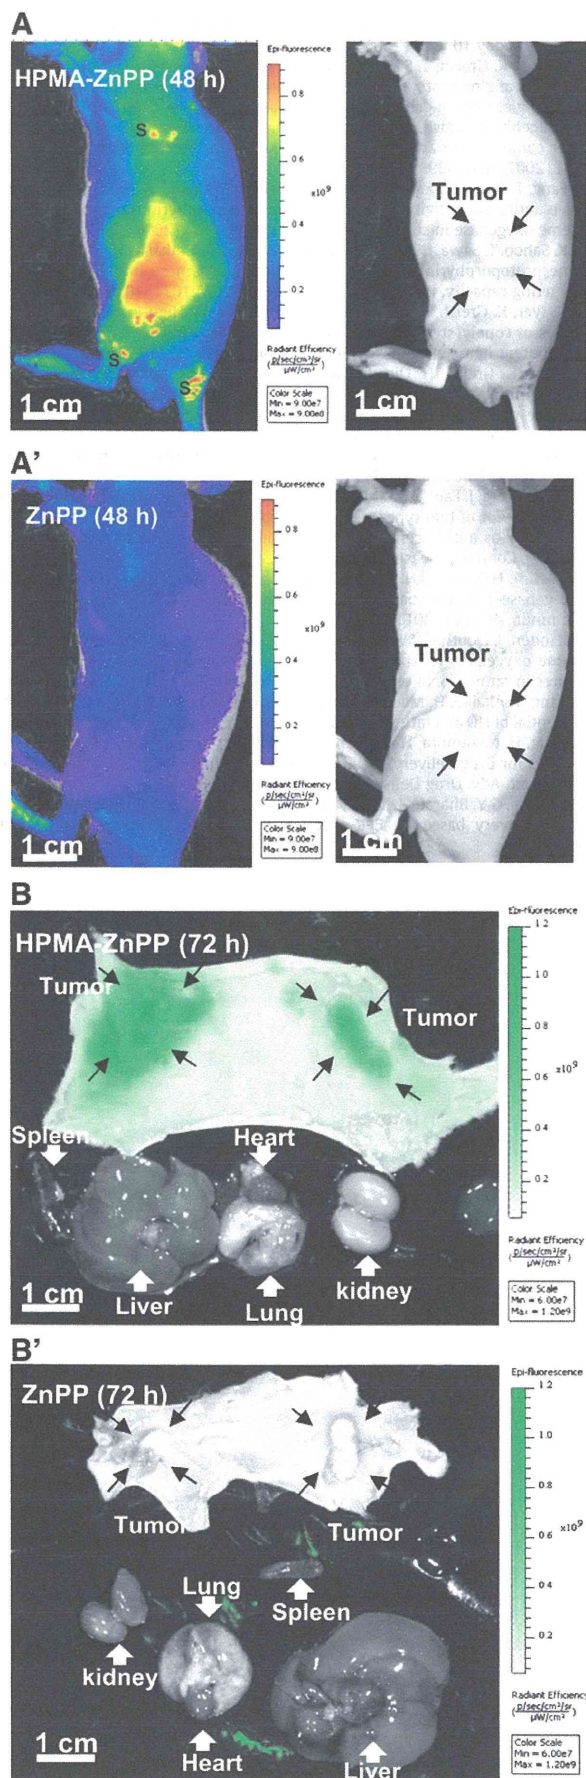 A
HPMA-ZnPP (48 h)
S
S
S
1 cm
Epi-fluorescence
0.8
0.6
x10⁹
0.4
0.2
Radiant Efficiency
(p/sec/cm²/sr / µW/cm²)
Color Scale
Min = 9.00e7
Max = 9.00e8
Tumor
1 cm
A'
ZnPP (48 h)
1 cm
Epi-fluorescence
0.8
0.6
x10⁹
0.4
0.2
Radiant Efficiency
(p/sec/cm²/sr / µW/cm²)
Color Scale
Min = 9.00e7
Max = 9.00e8
Tumor
1 cm
B
HPMA-ZnPP (72 h)
Tumor
Tumor
Spleen
Heart
Liver
Lung
kidney
1 cm
Epi-fluorescence
1.2
1.0
0.8
x10⁹
0.6
0.4
0.2
Radiant Efficiency
(p/sec/cm²/sr / µW/cm²)
Color Scale
Min = 6.00e7
Max = 1.20e9
B'
ZnPP (72 h)
Tumor
Tumor
Lung
Spleen
kidney
Heart
Liver
1 cm
Epi-fluorescence
1.2
1.0
0.8
x10⁹
0.6
0.4
0.2
Radiant Efficiency
(p/sec/cm²/sr / µW/cm²)
Color Scale
Min = 6.00e7
Max = 1.20e9